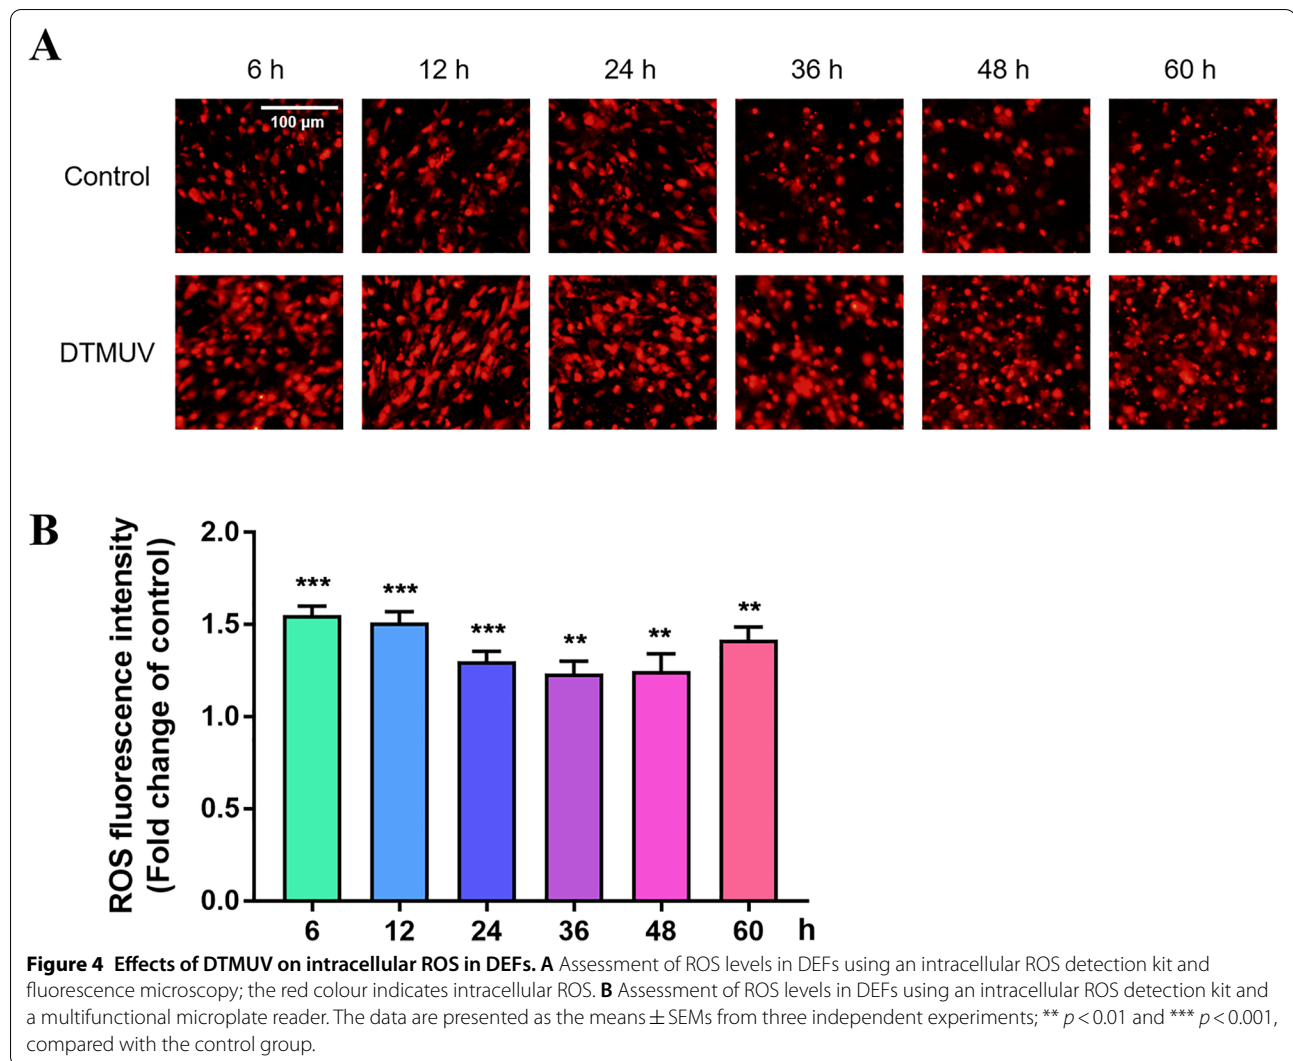 A
6 h 12 h 24 h 36 h 48 h 60 h
100 µm
Control
DTMUV
B
ROS fluorescence intensity
(Fold change of control)
2.0
1.5
1.0
0.5
0.0
*** *** *** ** ** **
6 12 24 36 48 60 h
Figure 4 Effects of DTMUV on intracellular ROS in DEFs. A Assessment of ROS levels in DEFs using an intracellular ROS detection kit and
fluorescence microscopy; the red colour indicates intracellular ROS. B Assessment of ROS levels in DEFs using an intracellular ROS detection kit and
a multifunctional microplate reader. The data are presented as the means ± SEMs from three independent experiments; ** p < 0.01 and *** p < 0.001,
compared with the control group.